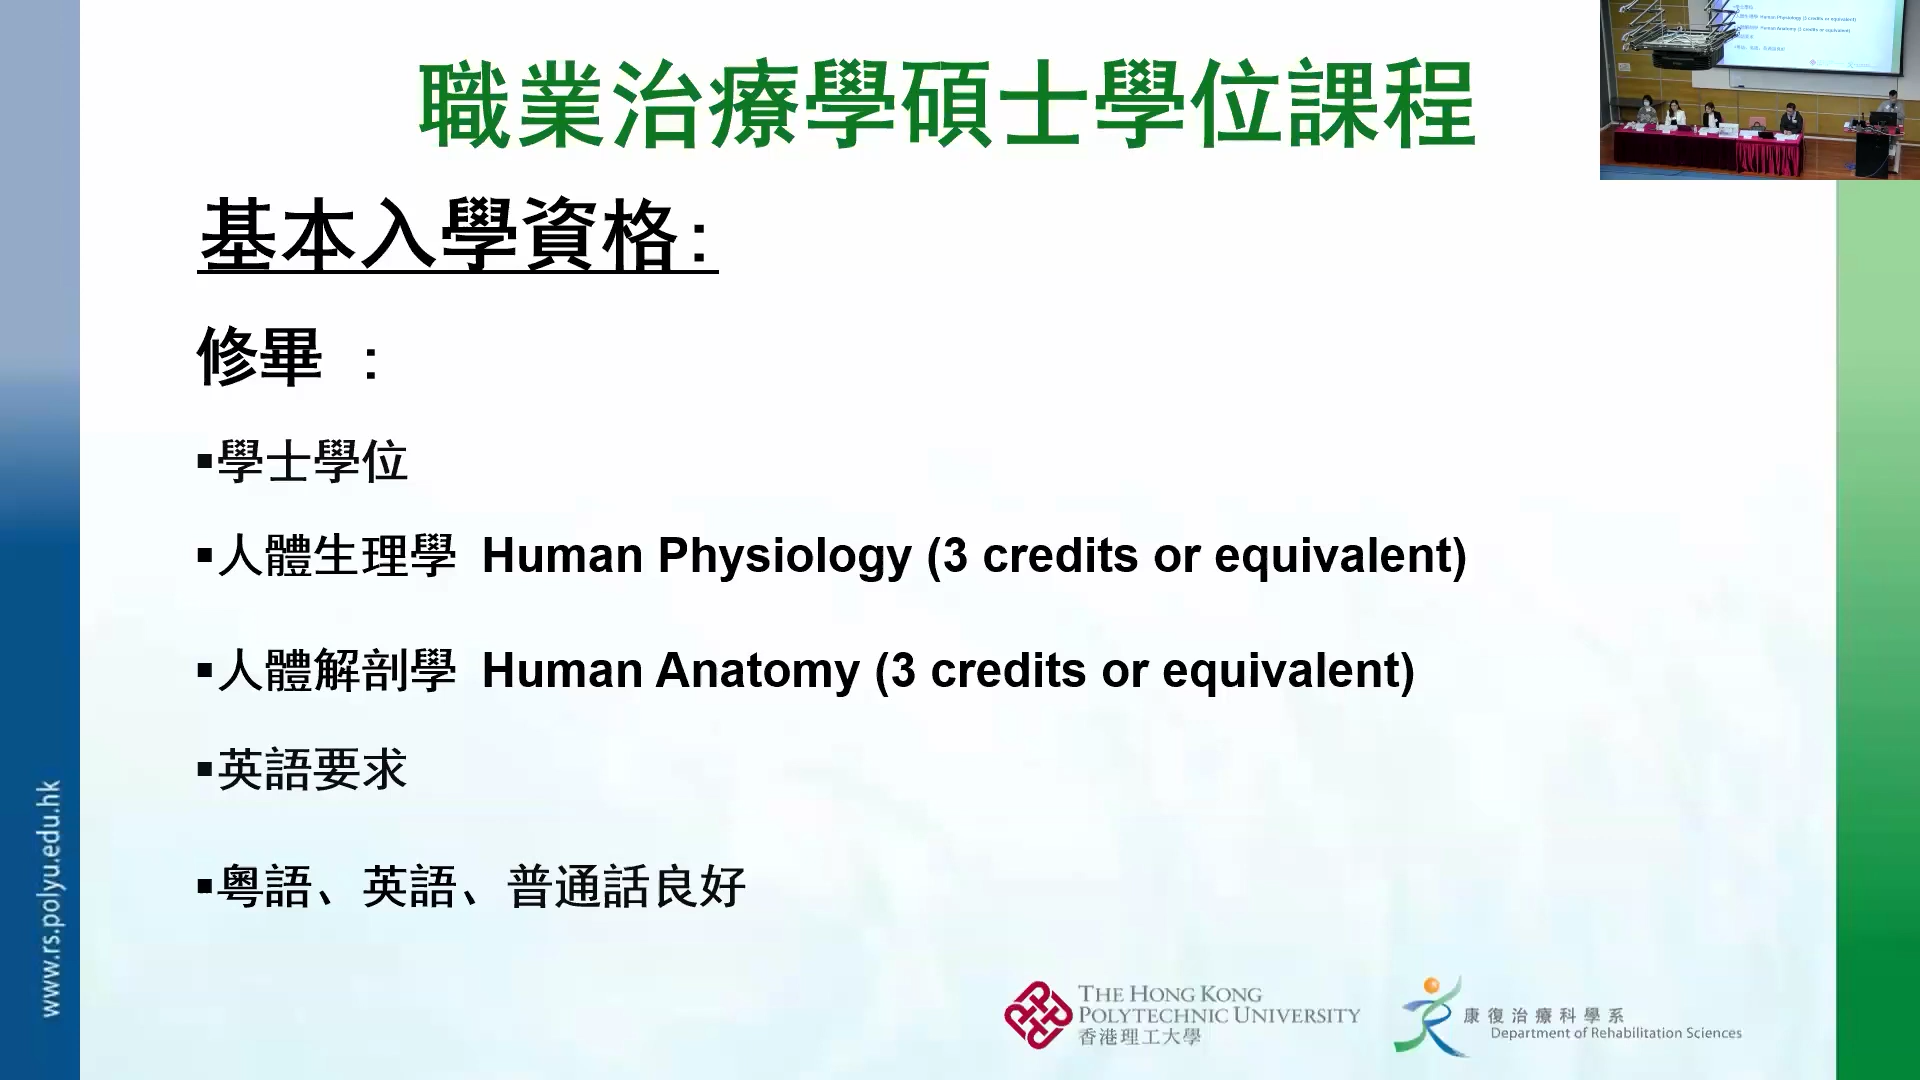 職業治療學碩士學位課程
基本入學資格:
修畢 :
▪學士學位
▪人體生理學 Human Physiology (3 credits or equivalent)
▪人體解剖學 Human Anatomy (3 credits or equivalent)
▪英語要求
▪粵語、英語、普通話良好
www.rs.polyu.edu.hk
THE HONG KONG
POLYTECHNIC UNIVERSITY
香港理工大學
康復治療科學系
Department of Rehabilitation Sciences